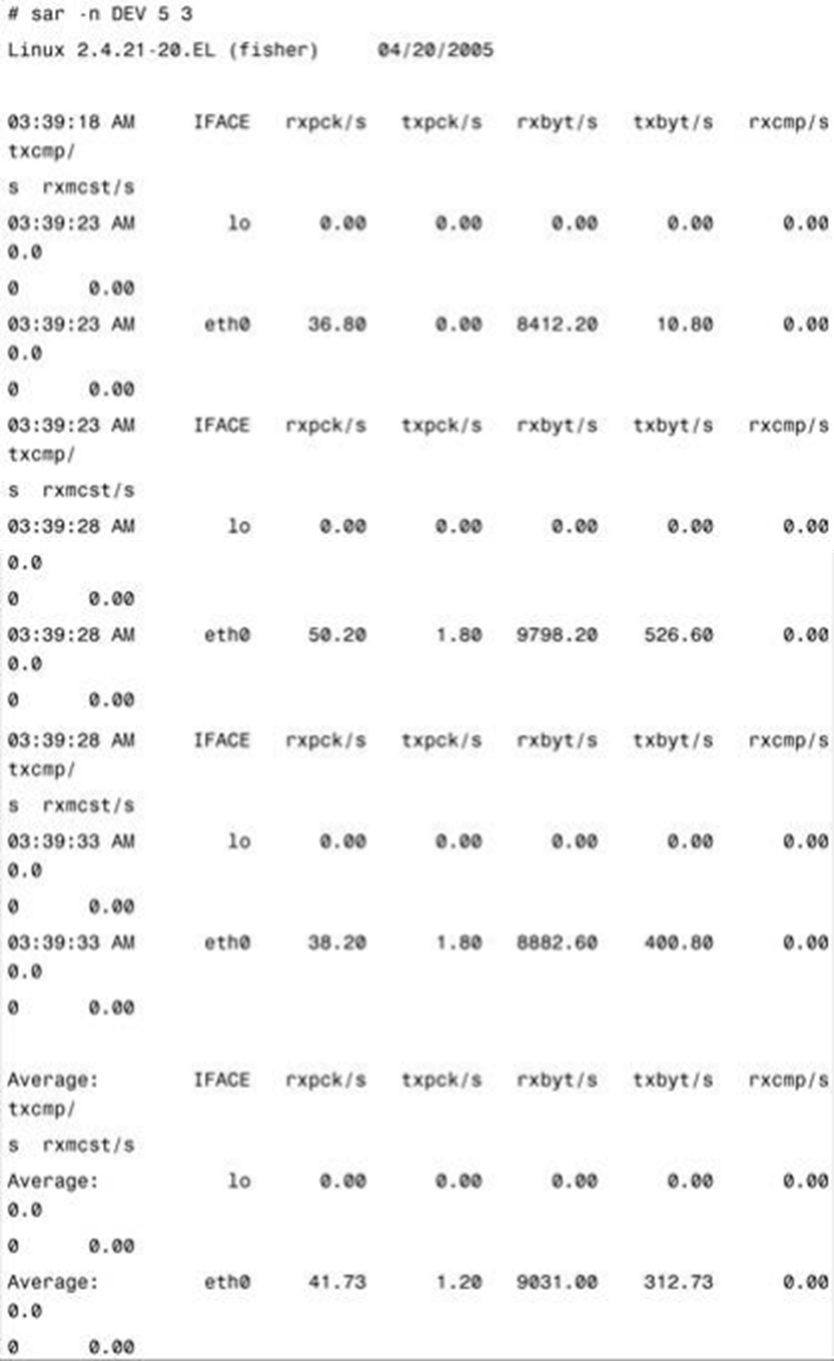 # sar -n DEV 5 3
Linux 2.4.21-20.EL (fisher)     04/20/2005
03:39:18 AM     IFACE   rxpck/s   txpck/s   rxbyt/s   txbyt/s   rxcmp/s
txcmp/
s  rxmcst/s
03:39:23 AM        lo      0.00      0.00      0.00      0.00      0.00
0.0
0      0.00
03:39:23 AM      eth0     36.80      0.00   8412.20     10.80      0.00
0.0
0      0.00
03:39:23 AM     IFACE   rxpck/s   txpck/s   rxbyt/s   txbyt/s   rxcmp/s
txcmp/
s  rxmcst/s
03:39:28 AM        lo      0.00      0.00      0.00      0.00      0.00
0.0
0      0.00
03:39:28 AM      eth0     50.20      1.80   9798.20    526.60      0.00
0.0
0      0.00
03:39:28 AM     IFACE   rxpck/s   txpck/s   rxbyt/s   txbyt/s   rxcmp/s
txcmp/
s  rxmcst/s
03:39:33 AM        lo      0.00      0.00      0.00      0.00      0.00
0.0
0      0.00
03:39:33 AM      eth0     38.20      1.80   8882.60    400.80      0.00
0.0
0      0.00
Average:        IFACE   rxpck/s   txpck/s   rxbyt/s   txbyt/s   rxcmp/s
txcmp/
s  rxmcst/s
Average:           lo      0.00      0.00      0.00      0.00      0.00
0.0
0      0.00
Average:         eth0     41.73      1.20   9031.00    312.73      0.00
0.0
0      0.00